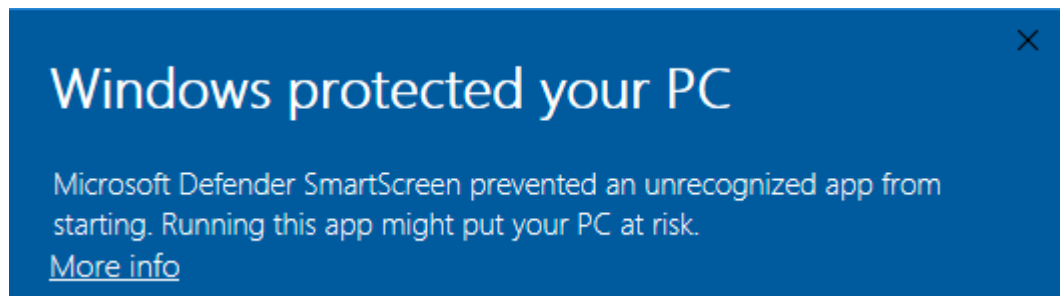 Windows protected your PC
Microsoft Defender SmartScreen prevented an unrecognized app from
starting. Running this app might put your PC at risk.
More info